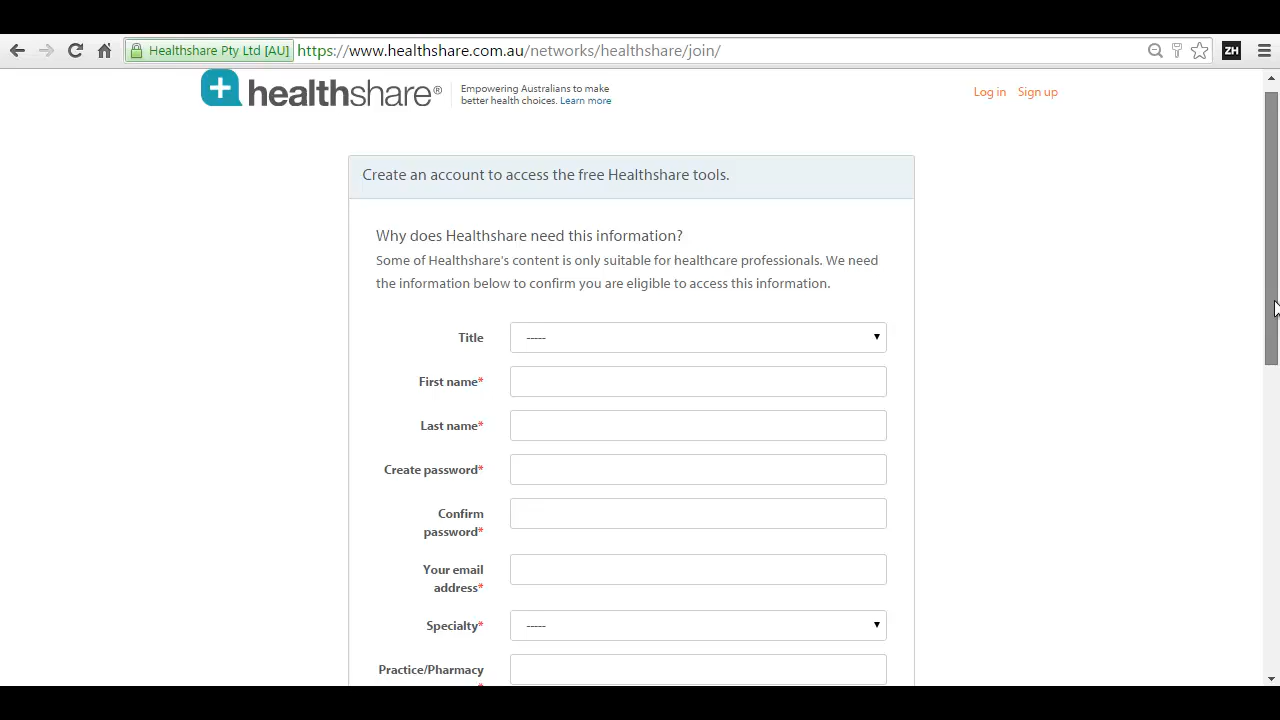 Healthshare Pty Ltd [AU] https://www.healthshare.com.au/networks/healthshare/join/ ZH
healthshare®
Empowering Australians to make
better health choices. Learn more
Log in Sign up
Create an account to access the free Healthshare tools.
Why does Healthshare need this information?
Some of Healthshare's content is only suitable for healthcare professionals. We need
the information below to confirm you are eligible to access this information.
Title -----
First name*
Last name*
Create password*
Confirm
password*
Your email
address*
Specialty* -----
Practice/Pharmacy